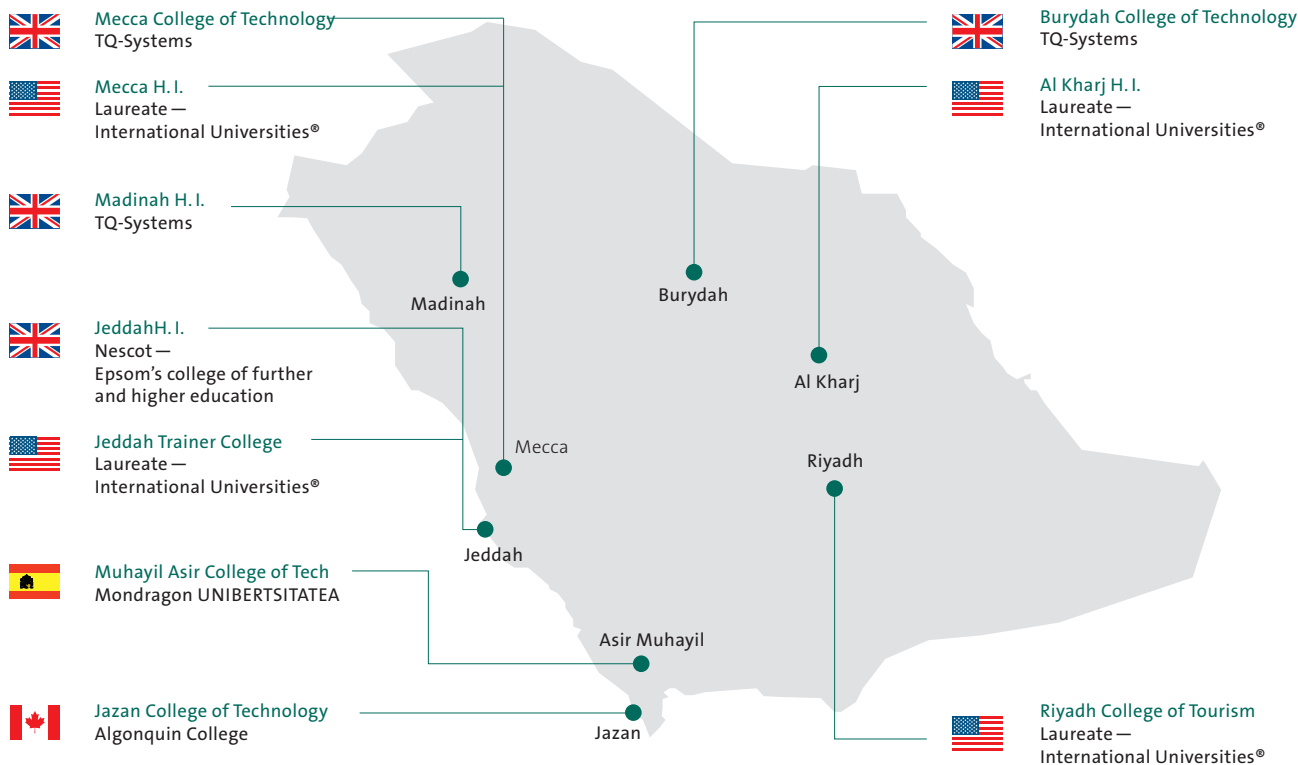 Mecca College of Technology
TQ-Systems
Mecca H. I.
Laureate —
International Universities®
Madinah H. I.
TQ-Systems
JeddahH. I.
Nescot —
Epsom’s college of further
and higher education
Jeddah Trainer College
Laureate —
International Universities®
Muhayil Asir College of Tech
Mondragon UNIBERTSITATEA
Jazan College of Technology
Algonquin College
Madinah
Burydah
Al Kharj
Mecca
Riyadh
Jeddah
Asir Muhayil
Jazan
Burydah College of Technology
TQ-Systems
Al Kharj H. I.
Laureate —
International Universities®
Riyadh College of Tourism
Laureate —
International Universities®